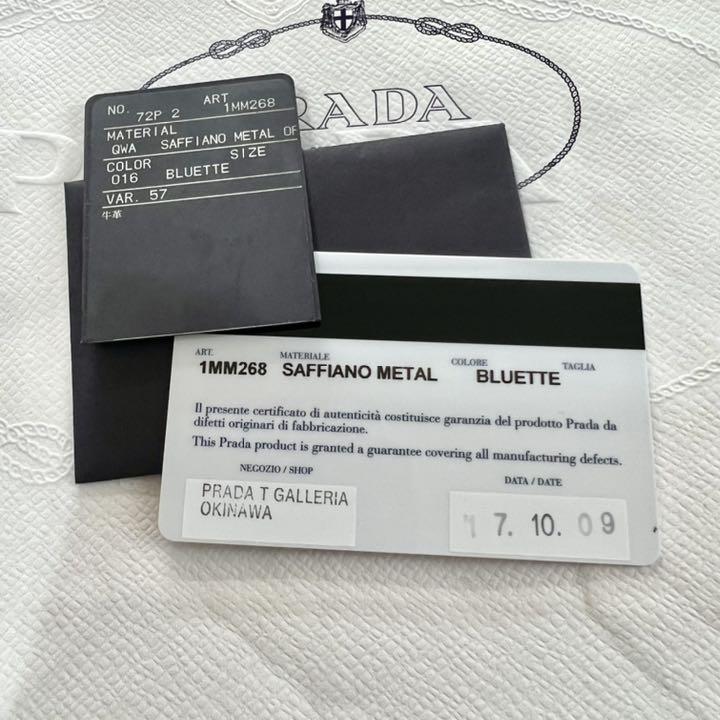 NO. 72P 2 ART 1MM268
MATERIAL
QWA SAFFIANO METAL OF
COLOR SIZE
016 BLUETTE
VAR. 57
牛革
ART. MATERIALE COLORE TAGLIA
1MM268 SAFFIANO METAL BLUETTE
Il presente certificato di autenticità costituisce garanzia del prodotto Prada da
difetti originari di fabbricazione.
This Prada product is granted a guarantee covering all manufacturing defects.
NEGOZIO / SHOP
PRADA T GALLERIA
OKINAWA
DATA / DATE
17. 10. 09